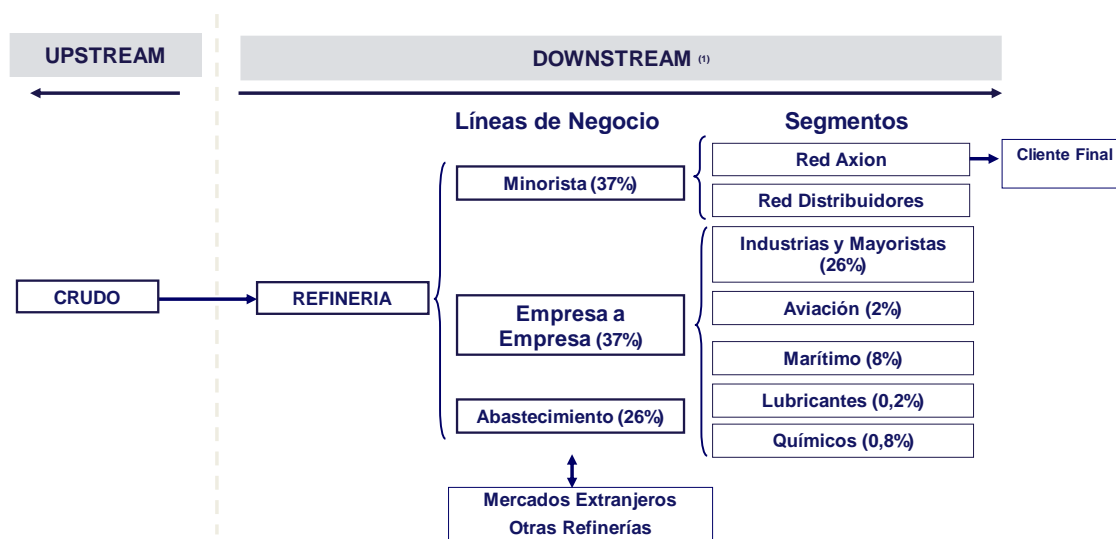 UPSTREAM
DOWNSTREAM (1)
Líneas de Negocio
Segmentos
Minorista (37%)
Red Axion
Cliente Final
Red Distribuidores
Industrias y Mayoristas
(26%)
CRUDO
REFINERIA
Empresa a
Empresa (37%)
Aviación (2%)
Marítimo (8%)
Abastecimiento (26%)
Lubricantes (0,2%)
Químicos (0,8%)
Mercados Extranjeros
Otras Refinerías